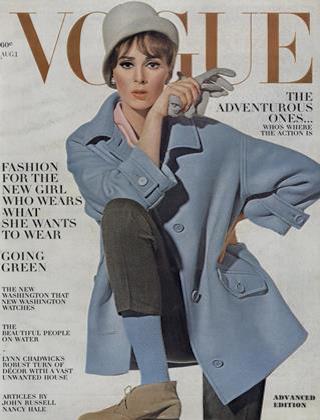 VOGUE
60¢
AUG.1
THE
ADVENTUROUS
ONES...
WHO'S WHERE
THE ACTION IS
FASHION
FOR THE
NEW GIRL
WHO WEARS
WHAT
SHE WANTS
TO WEAR
GOING
GREEN
THE NEW
WASHINGTON THAT
NEW WASHINGTON
WATCHES
THE
BEAUTIFUL PEOPLE
ON WATER
LYNN CHADWICK'S
ROBUST TURN OF
DÉCOR WITH A VAST
UNWANTED HOUSE
ARTICLES BY
JOHN RUSSELL
NANCY HALE
ADVANCED
EDITION